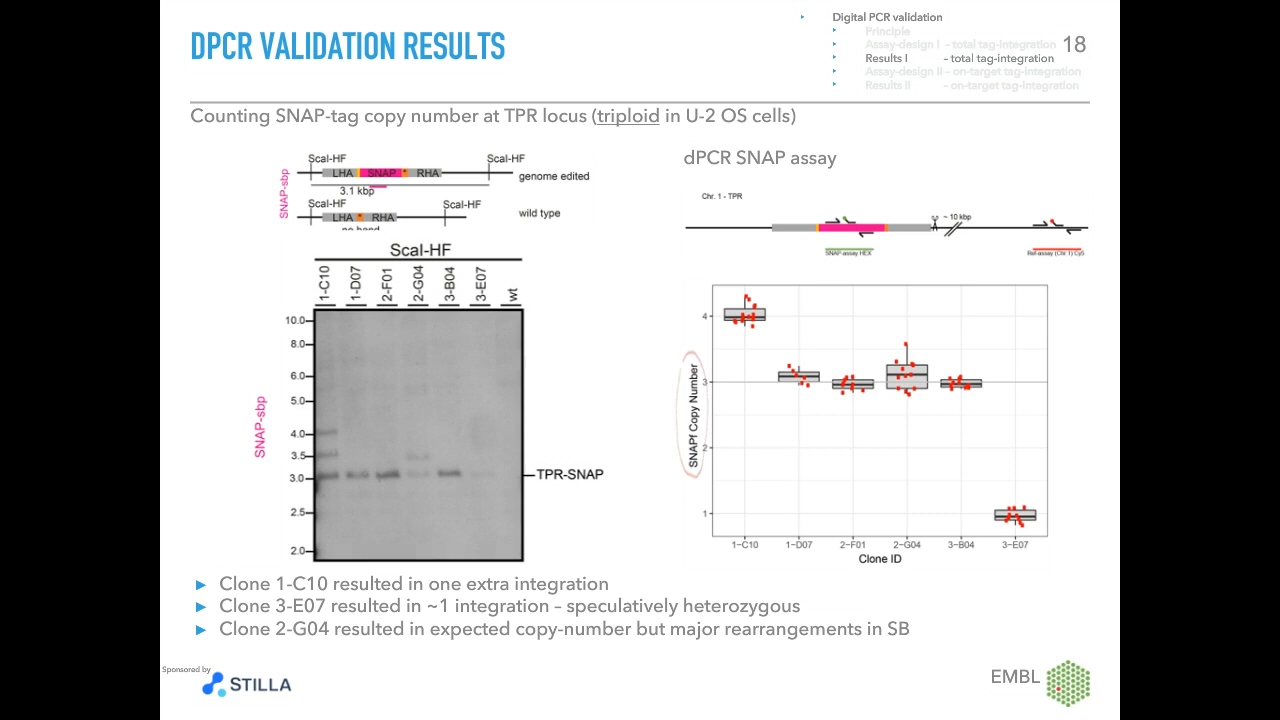 DPCR VALIDATION RESULTS
Digital PCR validation
Principle
Assay-design I – total tag-integration
Results I – total tag-integration
Assay-design II – on-target tag-integration
Results II – on-target tag-integration
18
Counting SNAP-tag copy number at TPR locus (triploid in U-2 OS cells)
SNAP-sbp
ScaI-HF ScaI-HF
LHA SNAP * RHA
genome edited
3.1 kbp
ScaI-HF ScaI-HF
LHA * RHA
wild type
no band
ScaI-HF
1-C10 1-D07 2-F01 2-G04 3-B04 3-E07 wt
10.0
8.0
6.0
5.0
4.0
3.5
3.0
2.5
2.0
SNAP-sbp
TPR-SNAP
dPCR SNAP assay
Chr. 1 - TPR
~ 10 kbp
SNAP-assay HEX
Ref-assay (Chr.1) Cy5
SNAPf Copy Number
4
3
2
1
1-C10 1-D07 2-F01 2-G04 3-B04 3-E07
Clone ID
Clone 1-C10 resulted in one extra integration
Clone 3-E07 resulted in ~1 integration – speculatively heterozygous
Clone 2-G04 resulted in expected copy-number but major rearrangements in SB
Sponsored by
STILLA
EMBL